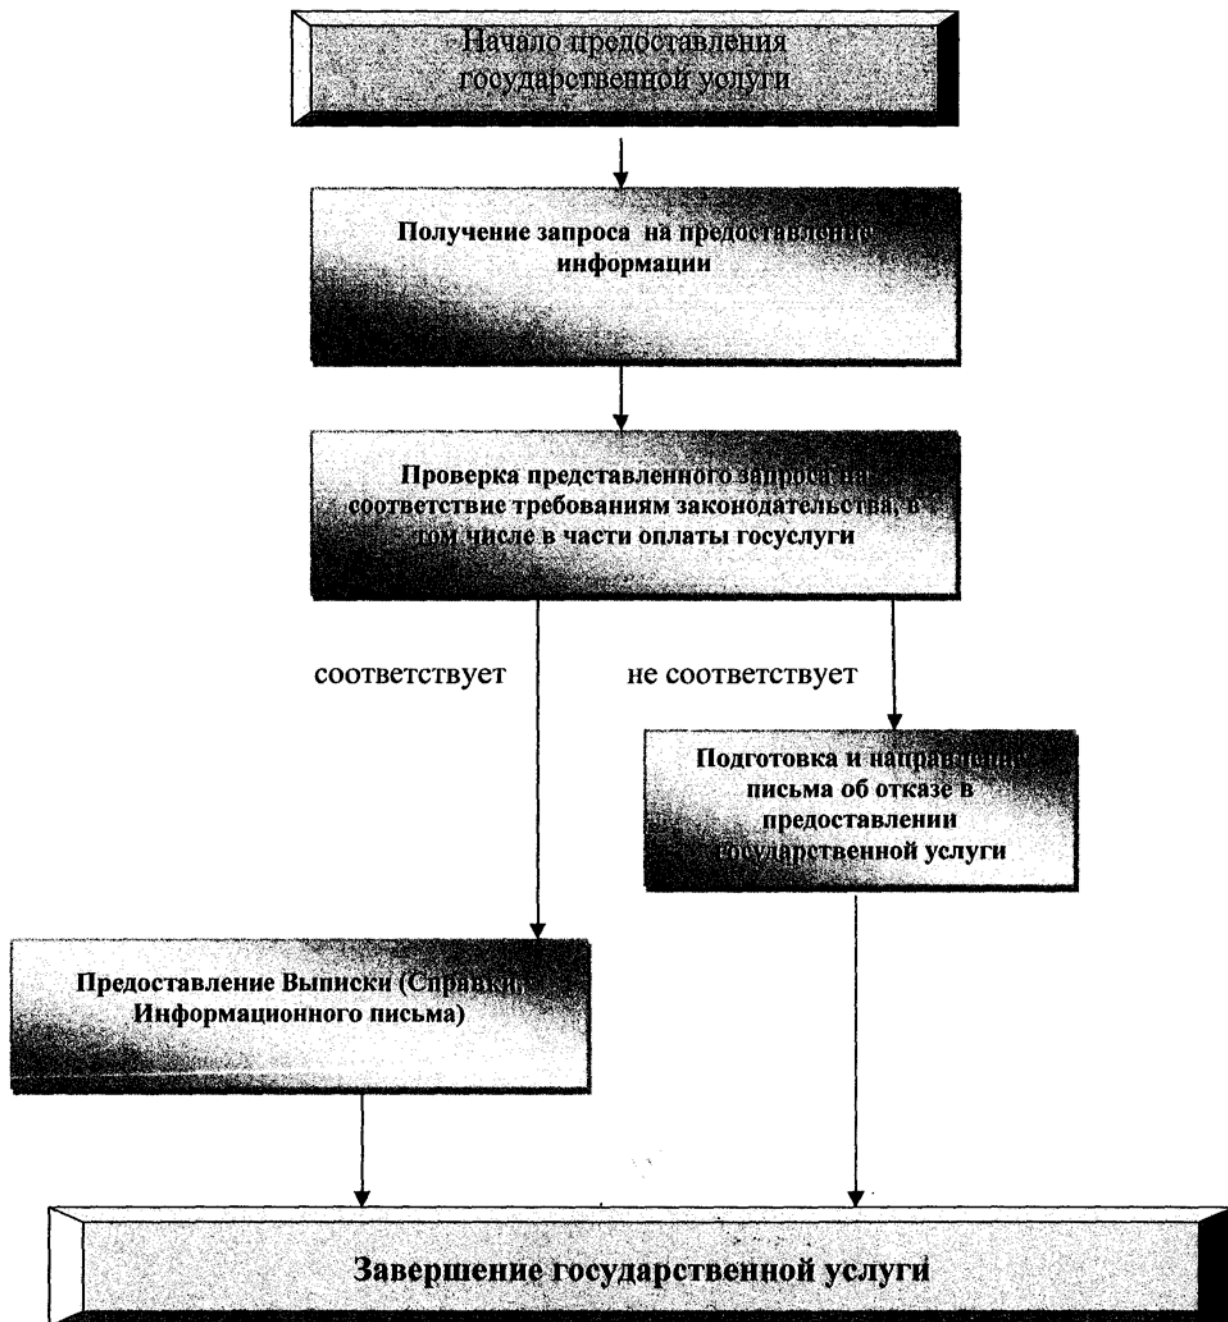 Начало предоставления
государственной услуги
Получение запроса на предоставление
информации
Проверка представленного запроса на
соответствие требованиям законодательства, в
том числе в части оплаты госуслуги
соответствует
не соответствует
Подготовка и направление
письма об отказе в
предоставлении
государственной услуги
Предоставление Выписки (Справки,
Информационного письма)
Завершение государственной услуги